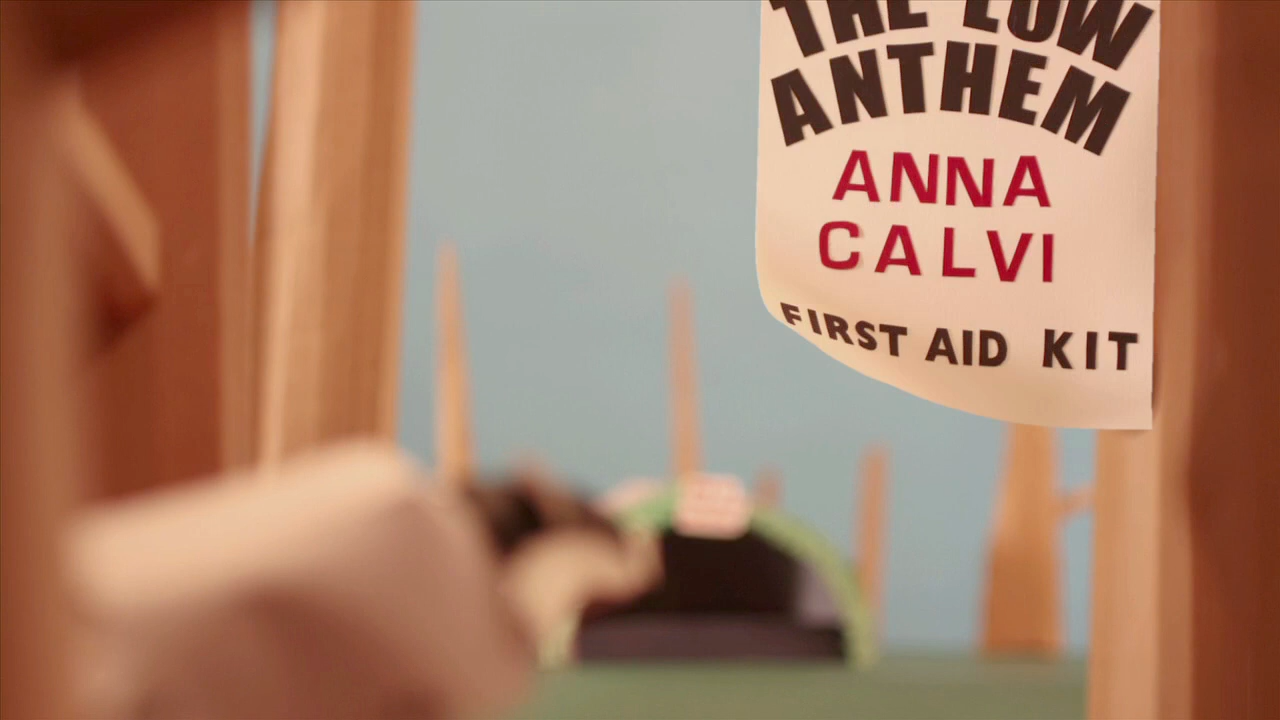 THE LOW
ANTHEM
ANNA
CALVI
FIRST AID KIT